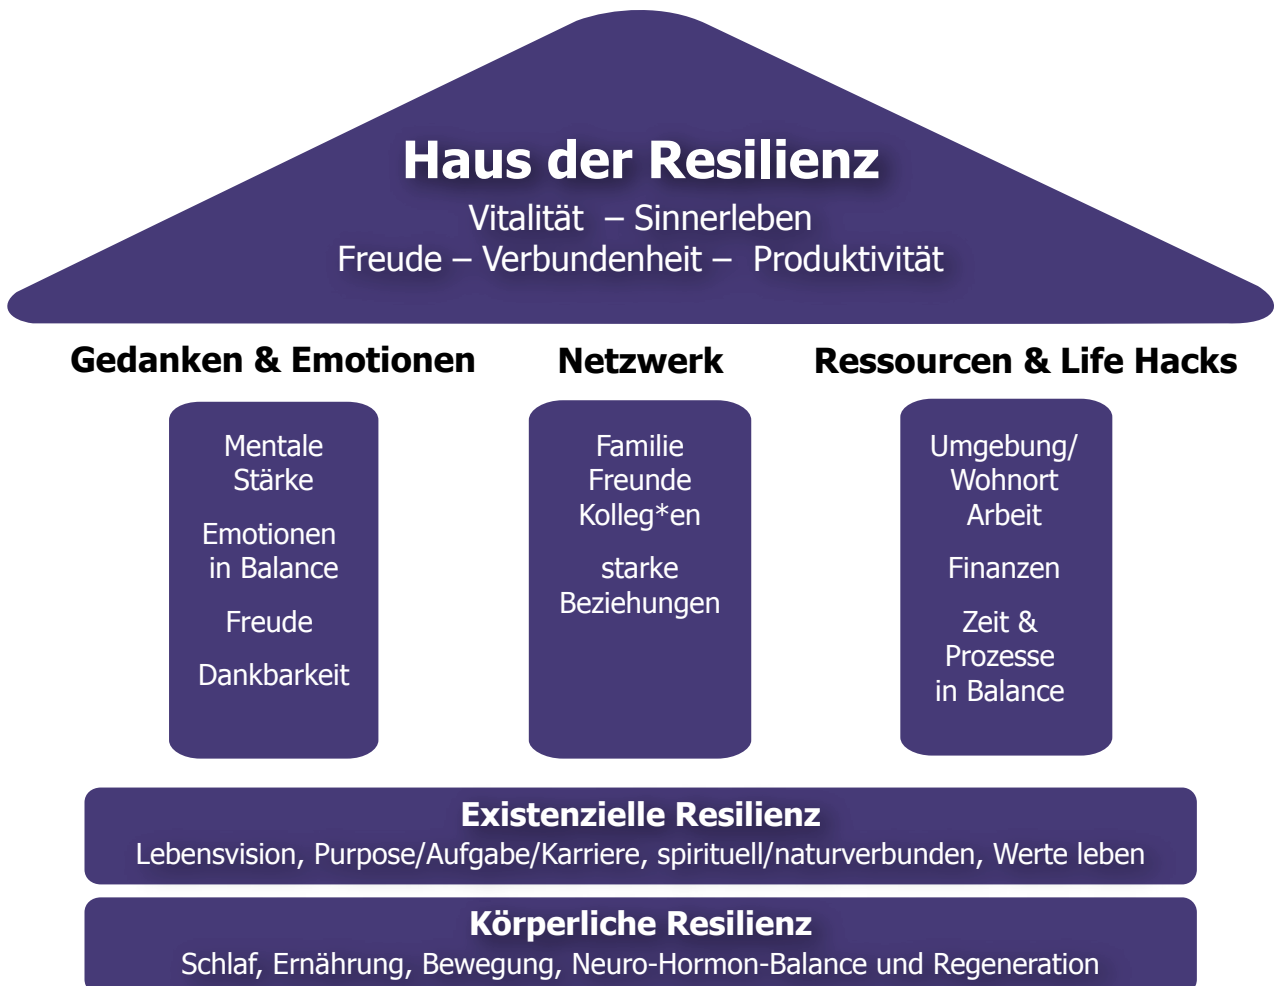 Haus der Resilienz
Vitalität – Sinnerleben
Freude – Verbundenheit – Produktivität
Gedanken & Emotionen
Mentale
Stärke
Emotionen
in Balance
Freude
Dankbarkeit
Netzwerk
Familie
Freunde
Kolleg*en
starke
Beziehungen
Ressourcen & Life Hacks
Umgebung/
Wohnort
Arbeit
Finanzen
Zeit &
Prozesse
in Balance
Existenzielle Resilienz
Lebensvision, Purpose/Aufgabe/Karriere, spirituell/naturverbunden, Werte leben
Körperliche Resilienz
Schlaf, Ernährung, Bewegung, Neuro-Hormon-Balance und Regeneration